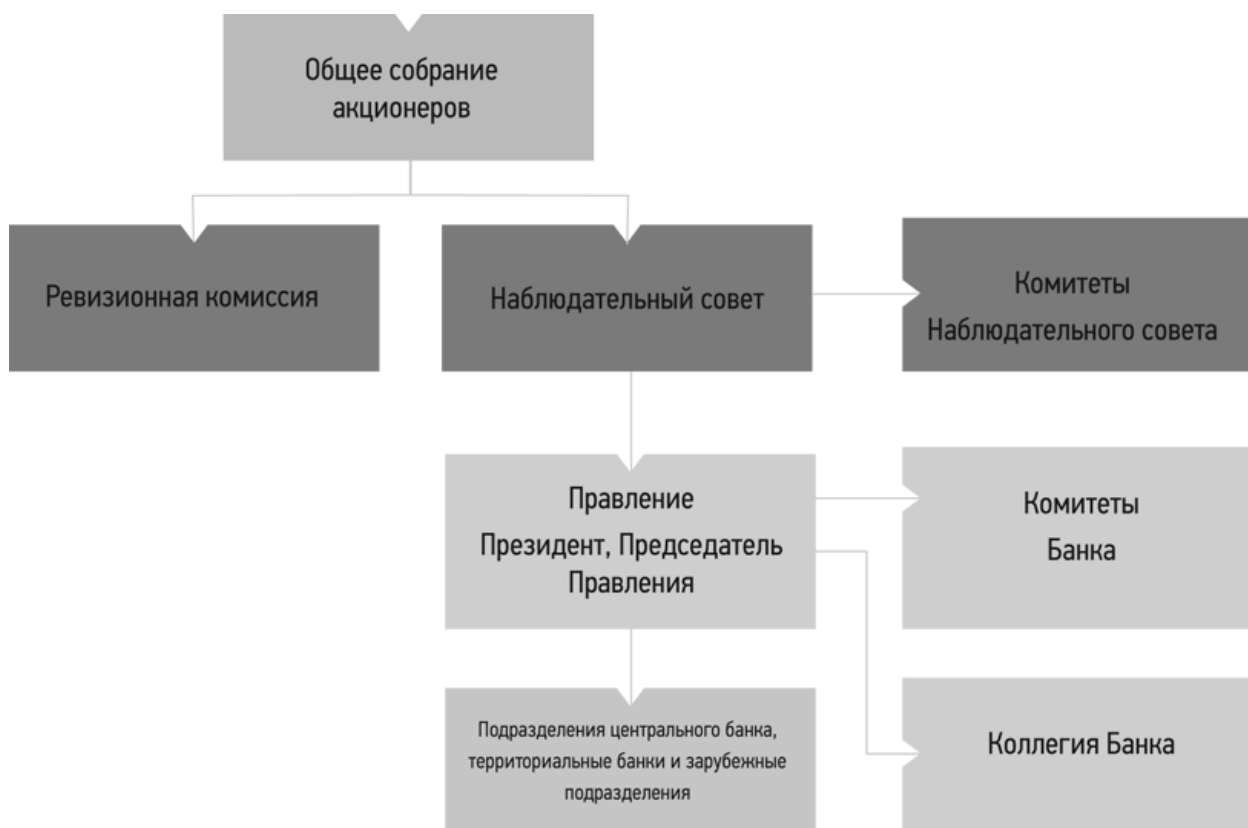 Общее собрание
акционеров
Ревизионная комиссия
Наблюдательный совет
Комитеты
Наблюдательного совета
Правление
Президент, Председатель
Правления
Комитеты
Банка
Подразделения центрального банка,
территориальные банки и зарубежные
подразделения
Коллегия Банка